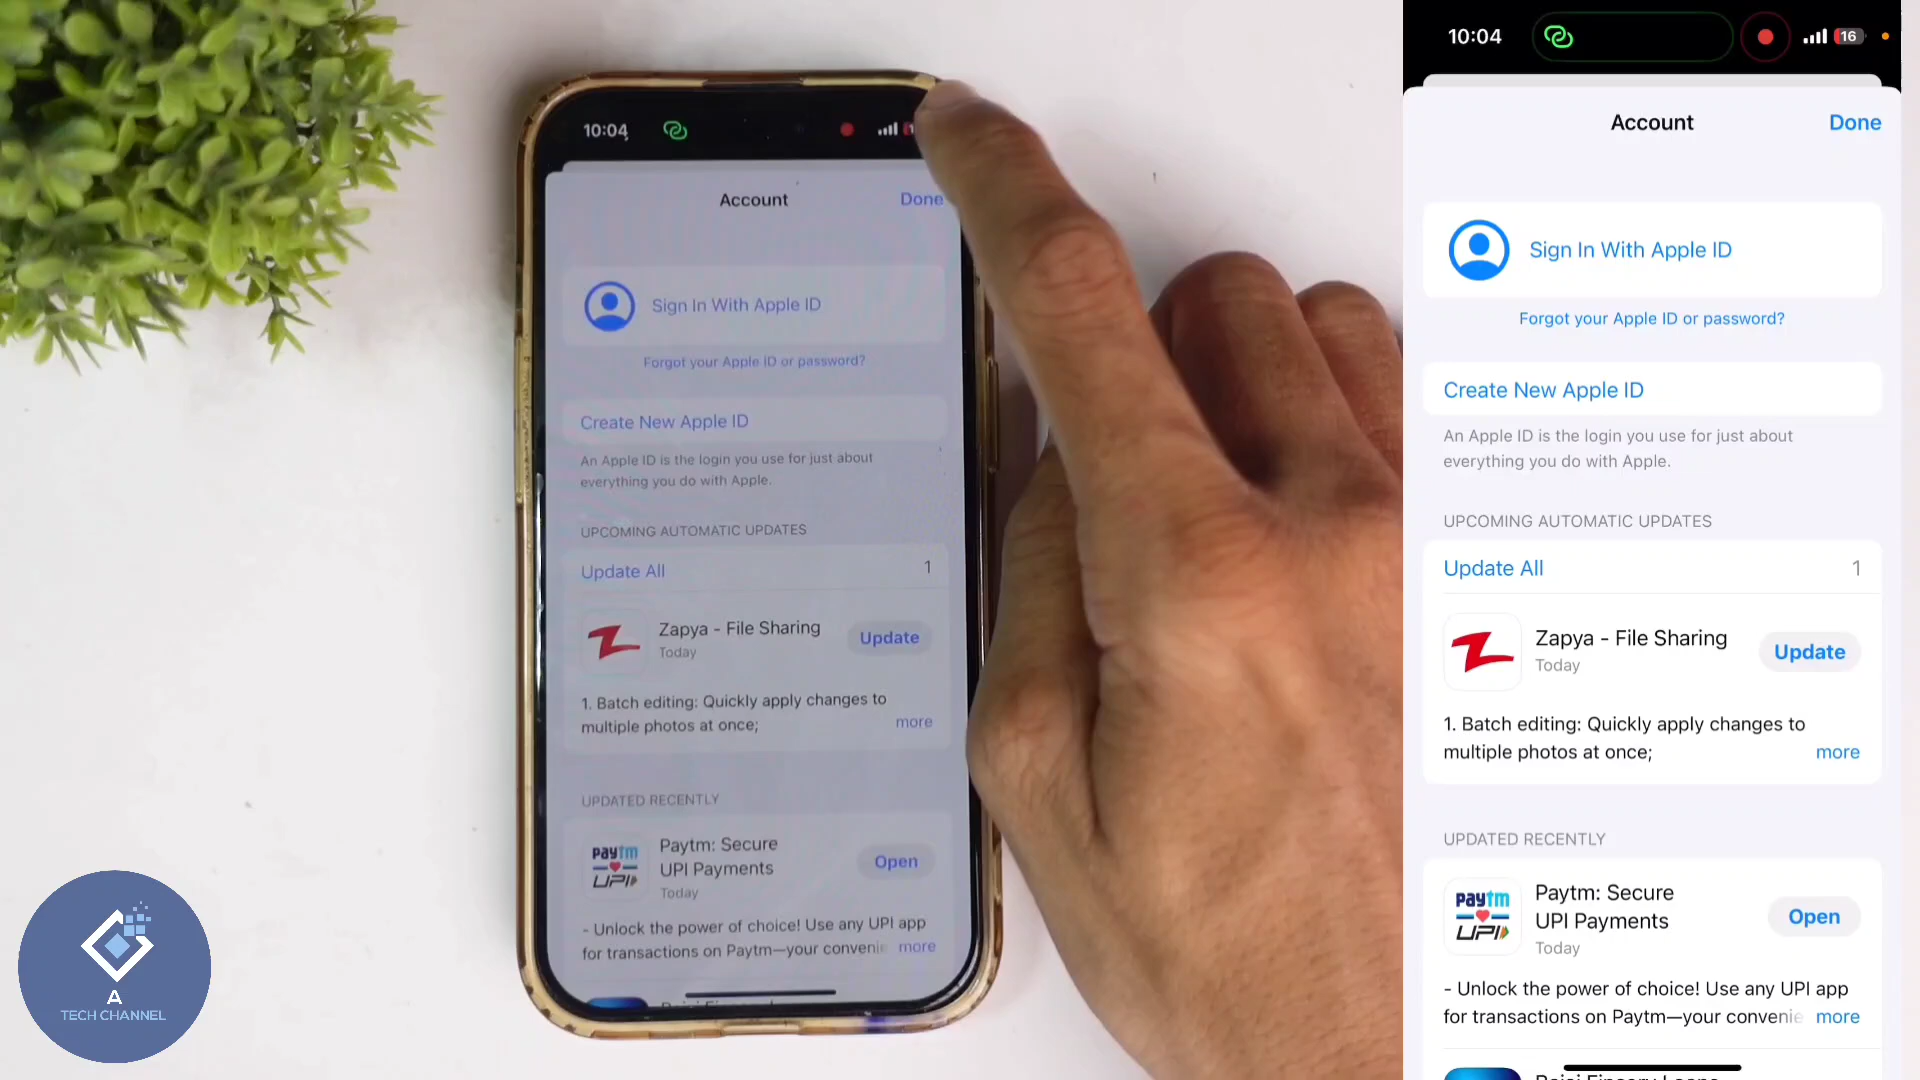 10:04
Account
Done
Sign In With Apple ID
Forgot your Apple ID or password?
Create New Apple ID
An Apple ID is the login you use for just about
everything you do with Apple.
UPCOMING AUTOMATIC UPDATES
Update All
1
Zapya - File Sharing
Today
Update
1. Batch editing: Quickly apply changes to
multiple photos at once;
more
UPDATED RECENTLY
paytm
UPI
Paytm: Secure
UPI Payments
Today
Open
- Unlock the power of choice! Use any UPI app
for transactions on Paytm—your convenie
more
A
TECH CHANNEL
10:04
16
Account
Done
Sign In With Apple ID
Forgot your Apple ID or password?
Create New Apple ID
An Apple ID is the login you use for just about
everything you do with Apple.
UPCOMING AUTOMATIC UPDATES
Update All
1
Zapya - File Sharing
Today
Update
1. Batch editing: Quickly apply changes to
multiple photos at once;
more
UPDATED RECENTLY
paytm
UPI
Paytm: Secure
UPI Payments
Today
Open
- Unlock the power of choice! Use any UPI app
for transactions on Paytm—your convenie
more